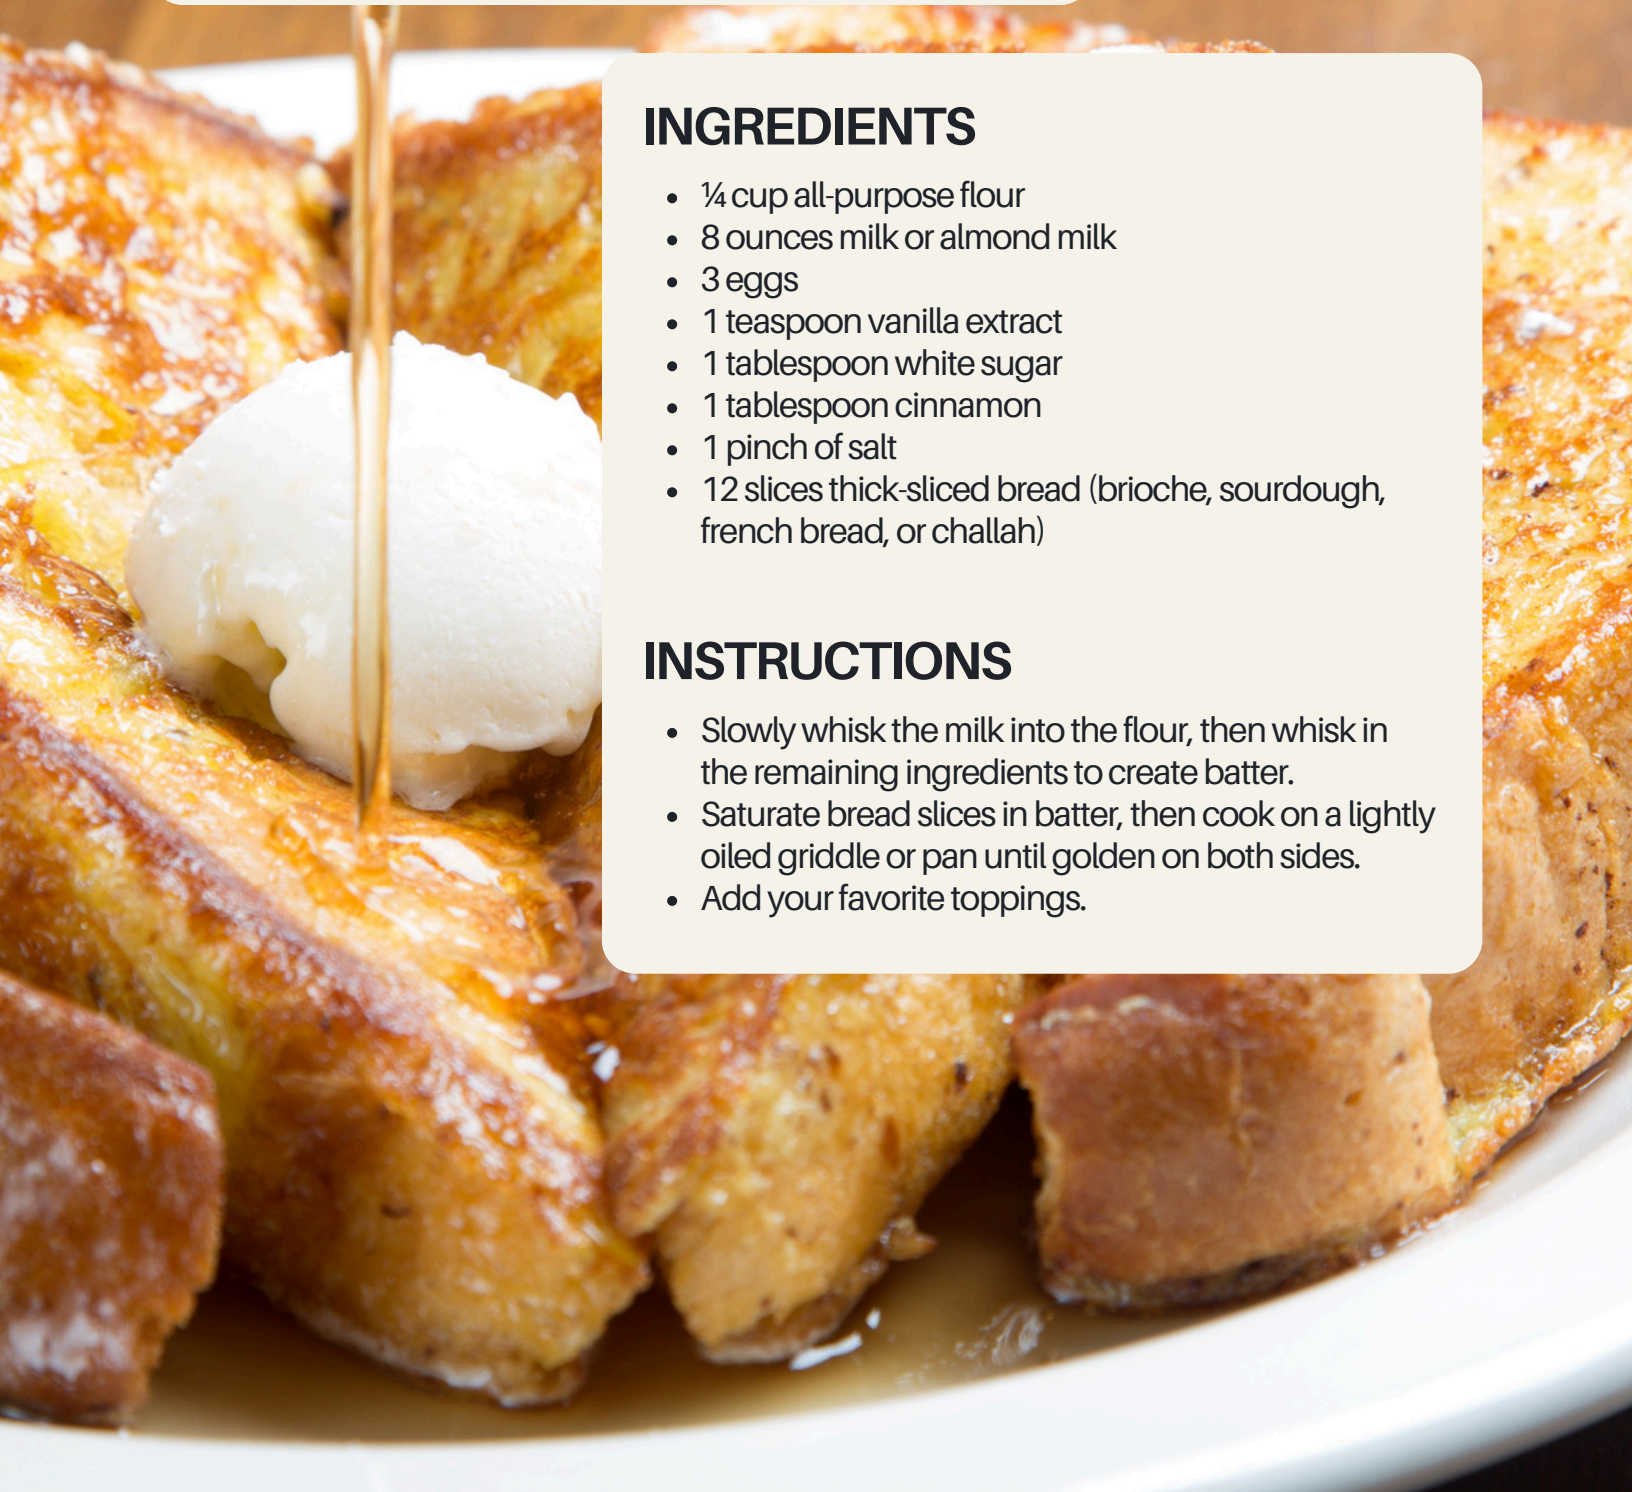 INGREDIENTS
• ¼ cup all-purpose flour
• 8 ounces milk or almond milk
• 3 eggs
• 1 teaspoon vanilla extract
• 1 tablespoon white sugar
• 1 tablespoon cinnamon
• 1 pinch of salt
• 12 slices thick-sliced bread (brioche, sourdough,
french bread, or challah)
INSTRUCTIONS
• Slowly whisk the milk into the flour, then whisk in
the remaining ingredients to create batter.
• Saturate bread slices in batter, then cook on a lightly
oiled griddle or pan until golden on both sides.
• Add your favorite toppings.